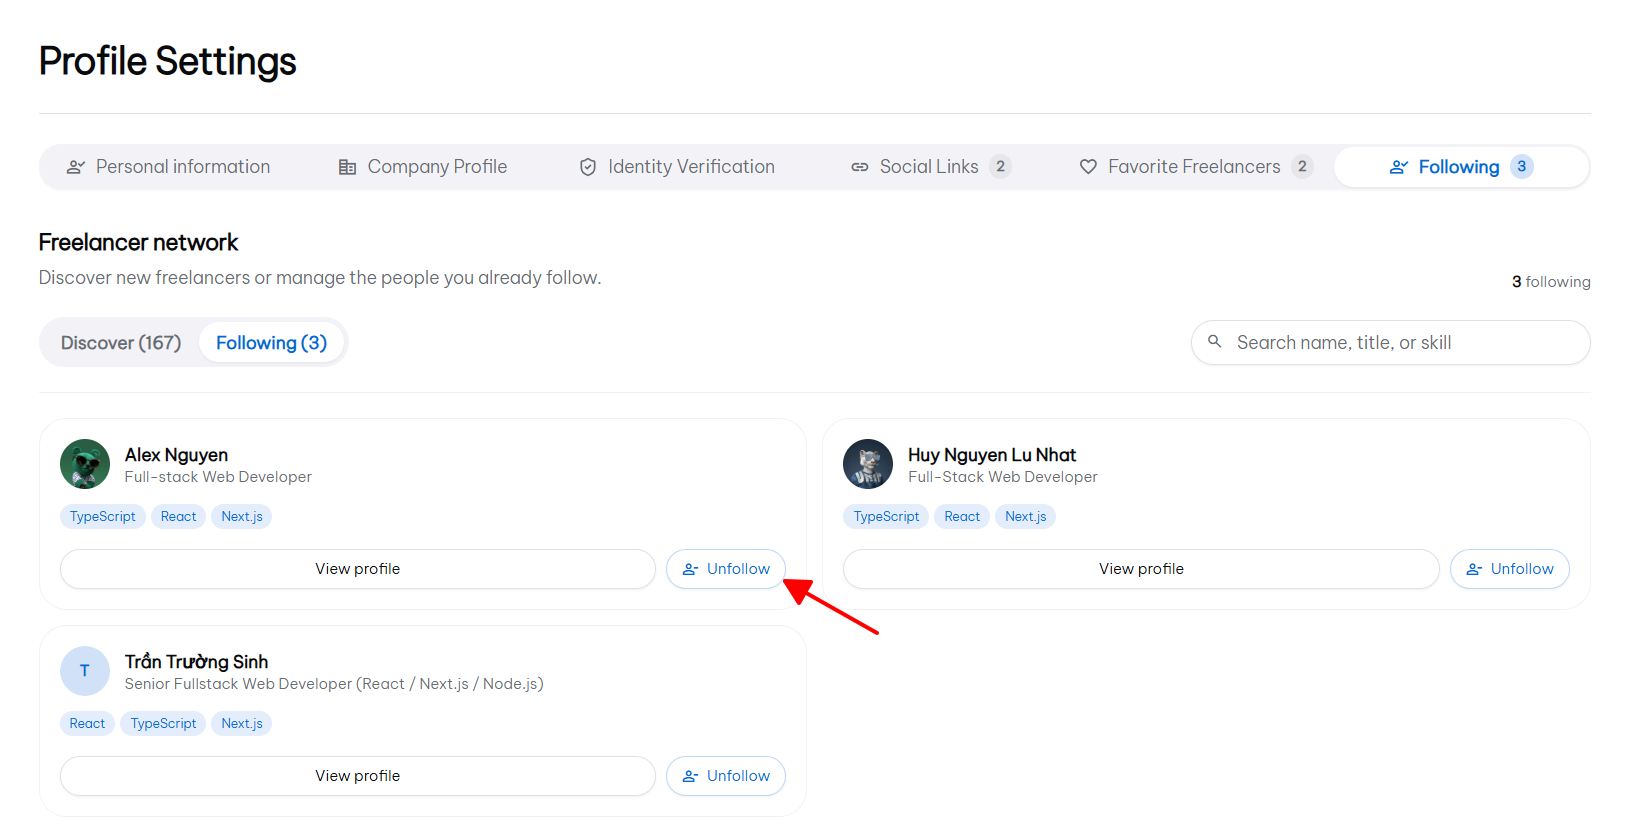 Profile Settings
Personal information
Company Profile
Identity Verification
Social Links 2
Favorite Freelancers 2
Following 3
Freelancer network
Discover new freelancers or manage the people you already follow.
3 following
Discover (167)
Following (3)
Search name, title, or skill
Alex Nguyen
Full-stack Web Developer
TypeScript React Next.js
View profile
Unfollow
Huy Nguyen Lu Nhat
Full-Stack Web Developer
TypeScript React Next.js
View profile
Unfollow
T
Trần Trường Sinh
Senior Fullstack Web Developer (React / Next.js / Node.js)
React TypeScript Next.js
View profile
Unfollow